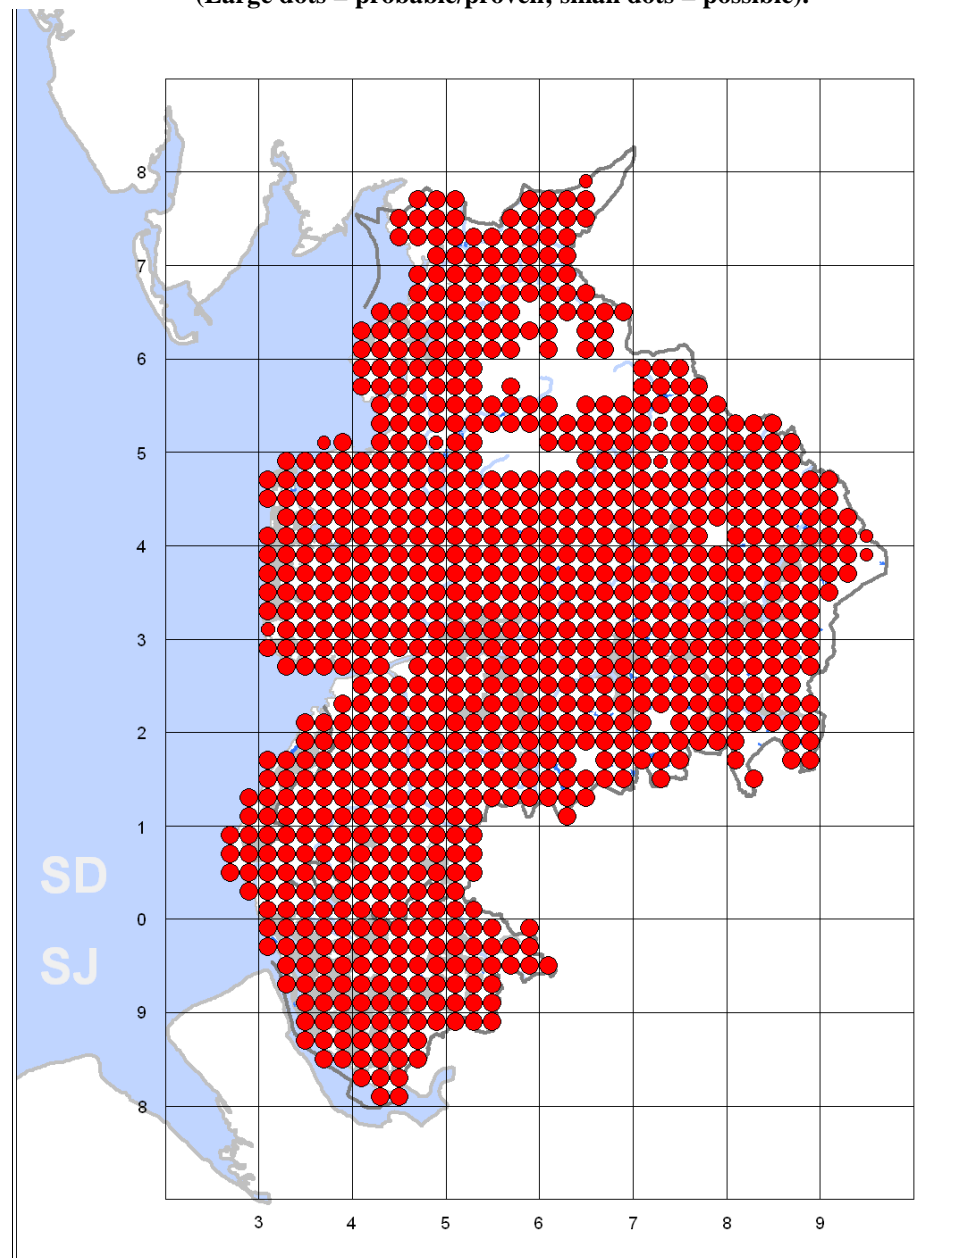 (Large dots = probable/proven, small dots = possible).
8
7
6
5
4
3
2
1
SD
0
SJ
9
8
3 4 5 6 7 8 9